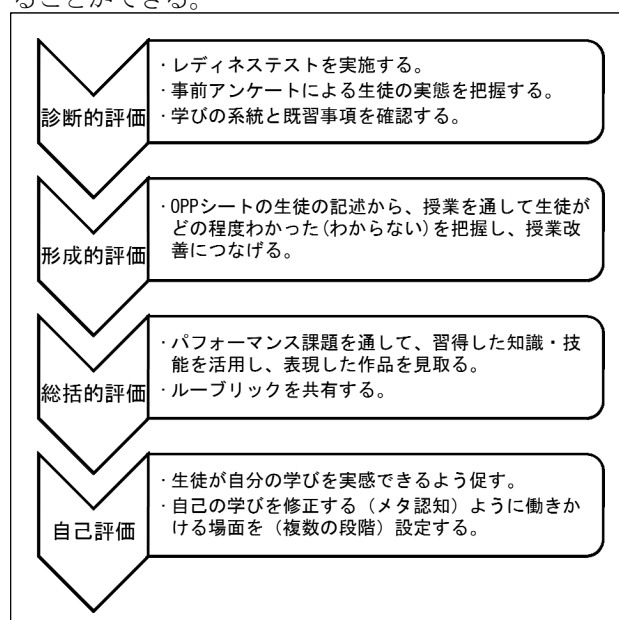 ることができる。
診断的評価
・レディネステストを実施する。
・事前アンケートによる生徒の実態を把握する。
・学びの系統と既習事項を確認する。
形成的評価
・OPPシートの生徒の記述から、授業を通して生徒が
どの程度わかった(わからない)を把握し、授業改
善につなげる。
総括的評価
・パフォーマンス課題を通して、習得した知識・技
能を活用し、表現した作品を見取る。
・ルーブリックを共有する。
自己評価
・生徒が自分の学びを実感できるよう促す。
・自己の学びを修正する（メタ認知）ように働きか
ける場面を（複数の段階）設定する。